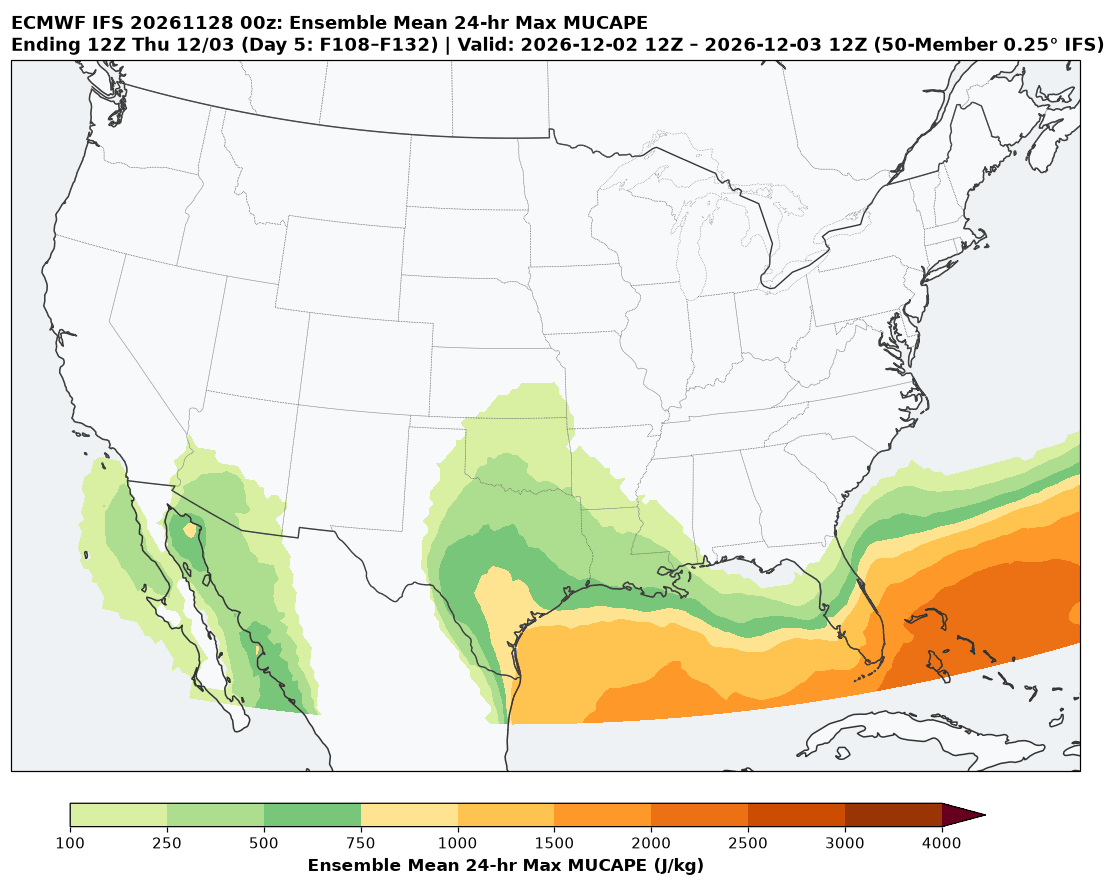 ECMWF IFS 20261128 00z: Ensemble Mean 24-hr Max MUCAPE
Ending 12Z Thu 12/03 (Day 5: F108–F132) | Valid: 2026-12-02 12Z – 2026-12-03 12Z (50-Member 0.25° IFS)
100 250 500 750 1000 1500 2000 2500 3000 4000
Ensemble Mean 24-hr Max MUCAPE (J/kg)